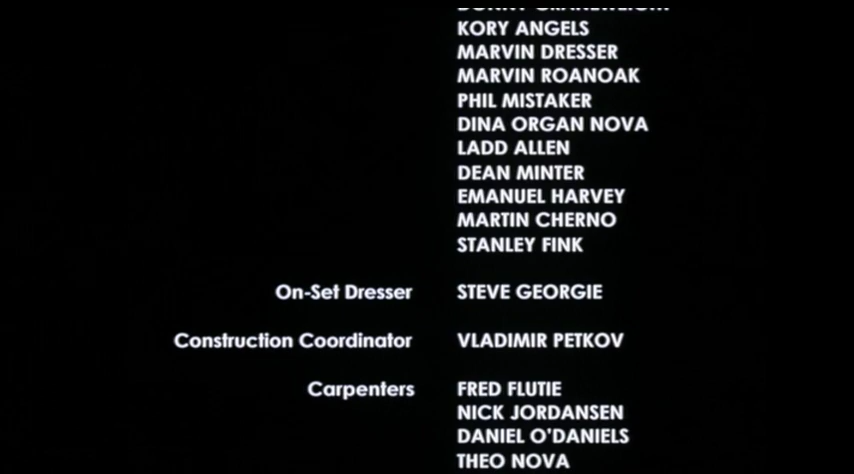 KORY ANGELS
MARVIN DRESSER
MARVIN ROANOAK
PHIL MISTAKER
DINA ORGAN NOVA
LADD ALLEN
DEAN MINTER
EMANUEL HARVEY
MARTIN CHERNO
STANLEY FINK
On-Set Dresser STEVE GEORGIE
Construction Coordinator VLADIMIR PETKOV
Carpenters FRED FLUTIE
NICK JORDANSEN
DANIEL O'DANIELS
THEO NOVA